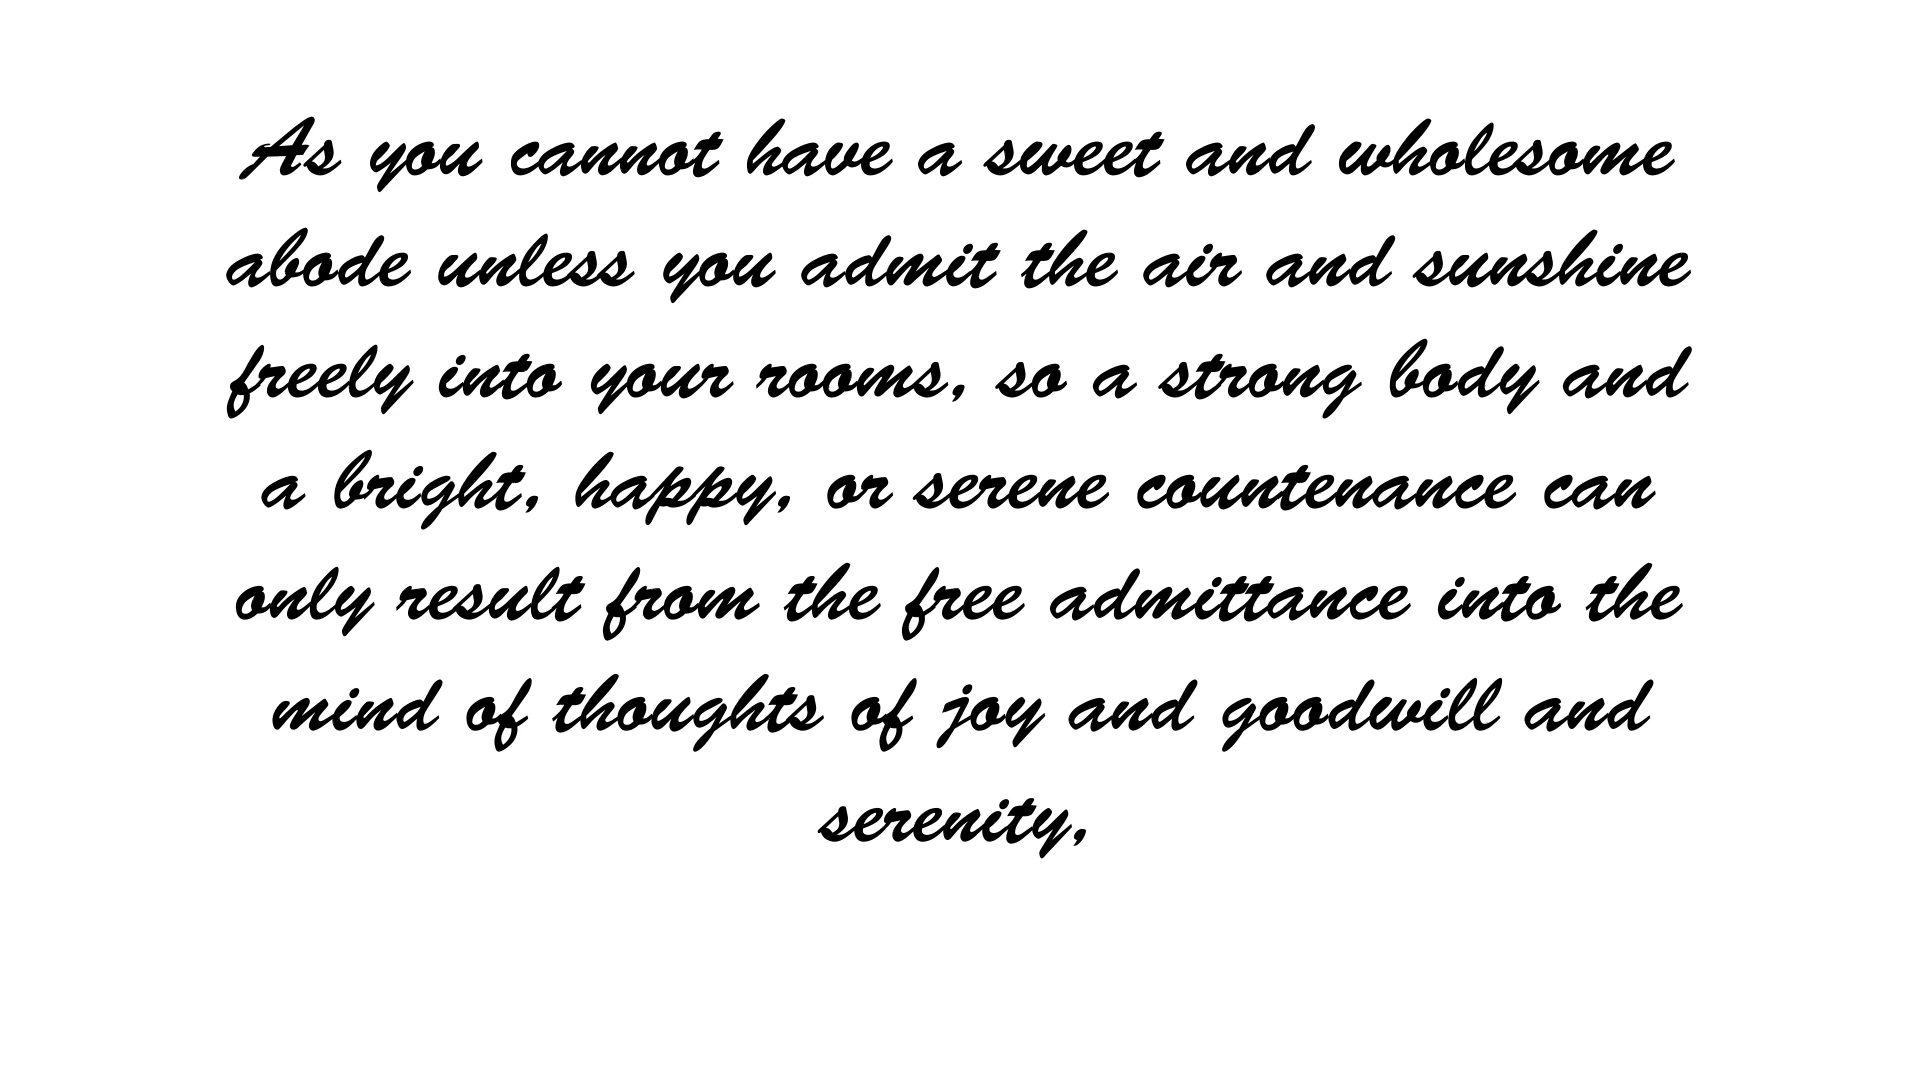 As you cannot have a sweet and wholesome
abode unless you admit the air and sunshine
freely into your rooms, so a strong body and
a bright, happy, or serene countenance can
only result from the free admittance into the
mind of thoughts of joy and goodwill and
serenity,